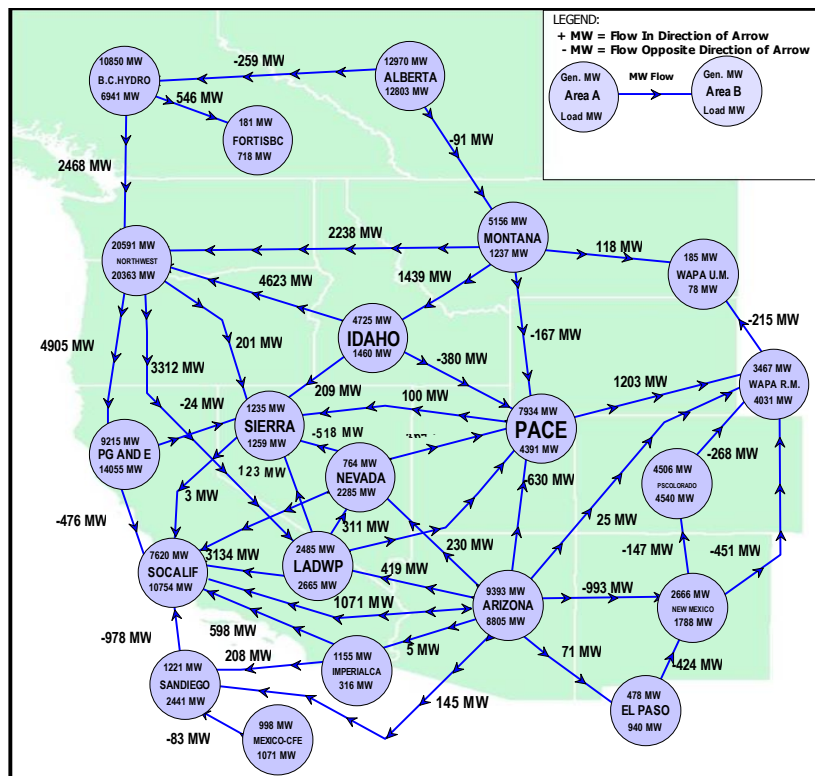 LEGEND:
+ MW = Flow In Direction of Arrow
- MW = Flow Opposite Direction of Arrow
Gen. MW
Area A
Load MW
MW Flow
Gen. MW
Area B
Load MW
10850 MW
B.C.HYDRO
6941 MW
-259 MW
12970 MW
ALBERTA
12803 MW
546 MW
181 MW
FORTISBC
718 MW
-91 MW
2468 MW
20591 MW
NORTHWEST
20363 MW
2238 MW
5156 MW
MONTANA
1237 MW
118 MW
185 MW
WAPA U.M.
78 MW
4623 MW
1439 MW
-215 MW
4725 MW
IDAHO
1460 MW
-167 MW
4905 MW
3312 MW
201 MW
-380 MW
3467 MW
WAPA R.M.
4031 MW
-24 MW
209 MW
100 MW
1203 MW
1235 MW
SIERRA
1259 MW
7934 MW
PACE
4391 MW
9215 MW
PG AND E
14055 MW
-518 MW
-268 MW
764 MW
NEVADA
2285 MW
123 MW
-630 MW
4506 MW
PSCOLORADO
4540 MW
3 MW
-476 MW
311 MW
25 MW
230 MW
3134 MW
2485 MW
LADWP
2665 MW
-147 MW
-451 MW
7620 MW
SOCALIF
10754 MW
419 MW
1071 MW
9393 MW
ARIZONA
8805 MW
-993 MW
2666 MW
NEW MEXICO
1788 MW
-978 MW
598 MW
208 MW
5 MW
71 MW
-424 MW
1155 MW
IMPERIALCA
316 MW
1221 MW
SANDIEGO
2441 MW
145 MW
478 MW
EL PASO
940 MW
-83 MW
998 MW
MEXICO-CFE
1071 MW